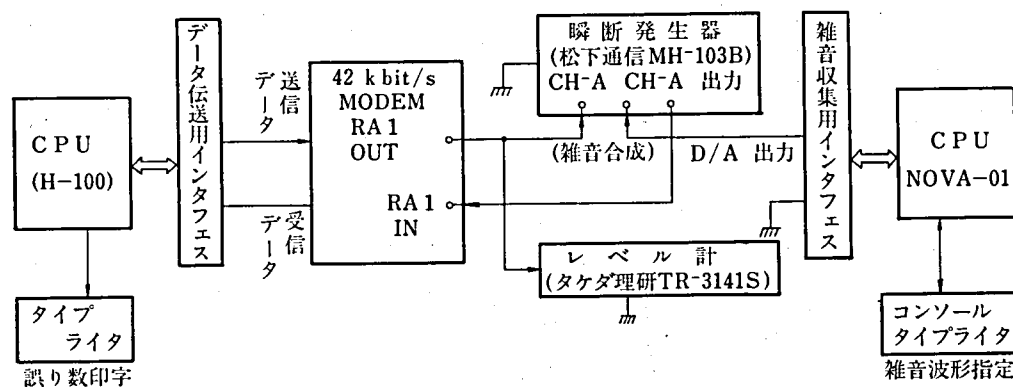 CPU
(H-100)
タイプ
ライタ
誤り数印字
データ伝送用インタフェス
送信
データ
受信
データ
42 kbit/s
MODEM
RA1
OUT
RA1
IN
瞬断発生器
(松下通信MH-103B)
CH-A CH-A 出力
(雑音合成)
D/A 出力
レベル計
(タケダ理研TR-3141S)
雑音収集用インタフェス
CPU
NOVA-01
コンソール
タイプライタ
雑音波形指定